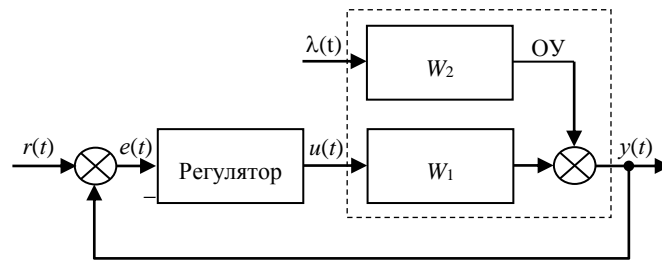 λ(t)
W2
ОУ
r(t)
e(t)
Регулятор
u(t)
W1
y(t)
–